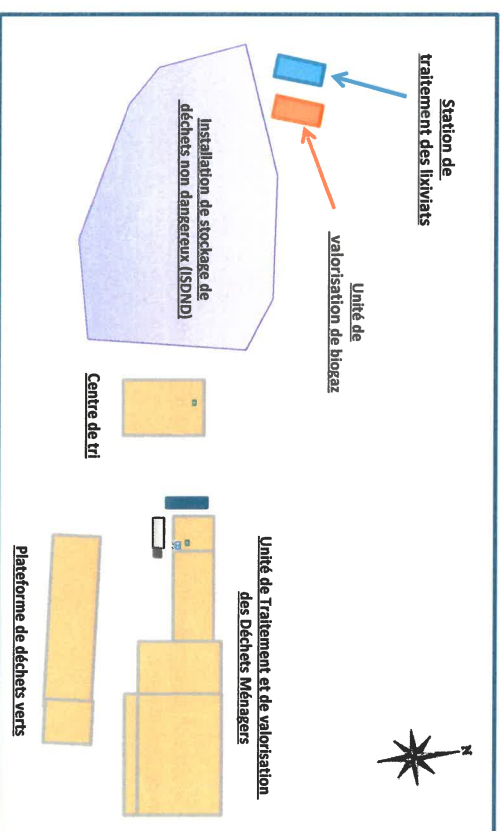 Station de
traitement des lixiviats
Unité de
valorisation de biogaz
Installation de stockage de
déchets non dangereux (ISDND)
Centre de tri
Unité de Traitement et de valorisation
des Déchets Ménagers
Plateforme de déchets verts
N